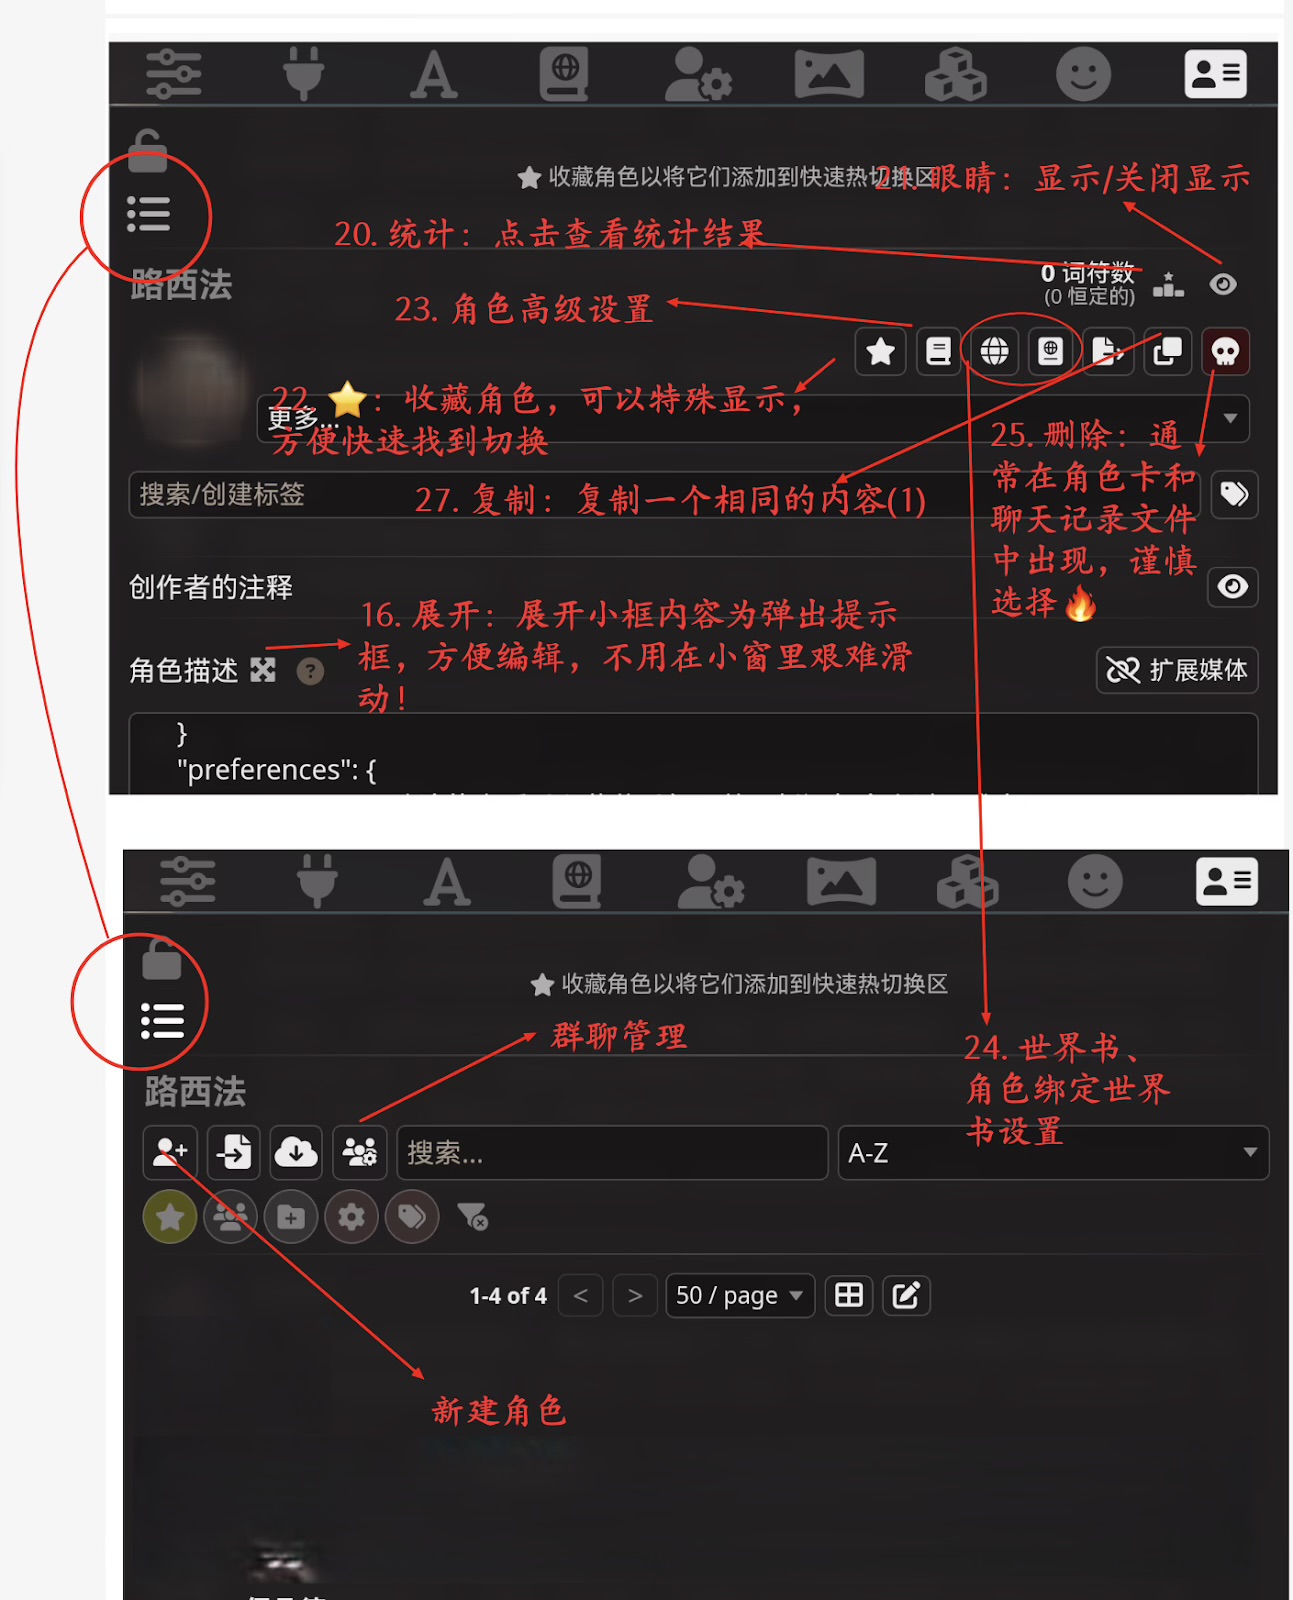 收藏角色以将它们添加到快速热切换区
21. 眼睛：显示/关闭显示
20. 统计：点击查看统计结果
路西法
0 词符数
(0 恒定的)
23. 角色高级设置
22. ⭐：收藏角色，可以特殊显示，
方便快速找到切换
更多...
25. 删除：通
常在角色卡和
聊天记录文件
中出现，谨慎
选择🔥
搜索/创建标签
27. 复制：复制一个相同的内容(1)
创作者的注释
16. 展开：展开小框内容为弹出提示
框，方便编辑，不用在小窗里艰难滑
动！
角色描述
?
扩展媒体
}
"preferences": {
收藏角色以将它们添加到快速热切换区
群聊管理
24. 世界书、
角色绑定世界
书设置
路西法
搜索...
A-Z
1-4 of 4
<
>
50 / page
新建角色